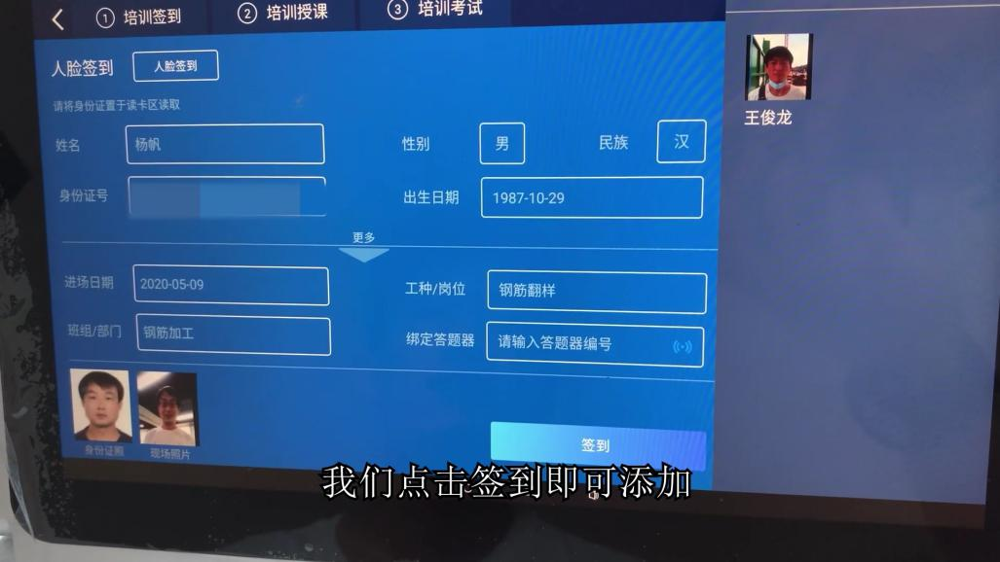 ① 培训签到 ② 培训授课 ③ 培训考试
人脸签到 人脸签到
请将身份证置于读卡区读取
姓名 杨帆 性别 男 民族 汉
身份证号 出生日期 1987-10-29
更多
进场日期 2020-05-09 工种/岗位 钢筋翻样
班组/部门 钢筋加工 绑定答题器 请输入答题器编号
身份证照 现场照片
签到
王俊龙
我们点击签到即可添加